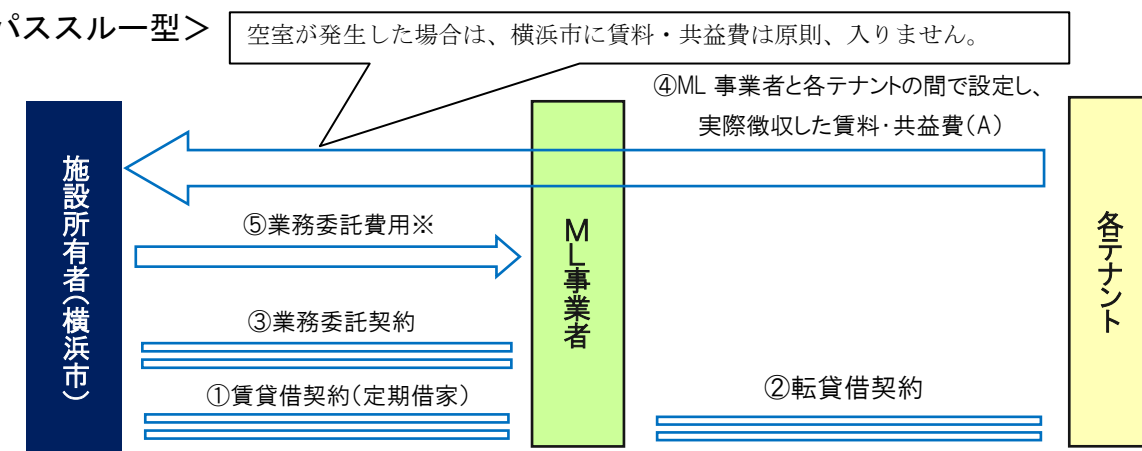 パススルー型＞
空室が発生した場合は、横浜市に賃料・共益費は原則、入りません。
④ML 事業者と各テナントの間で設定し、
実際徴収した賃料・共益費（A）
施設所有者（横浜市）
⑤業務委託費用※
ML事業者
各テナント
③業務委託契約
①賃貸借契約（定期借家）
②転貸借契約